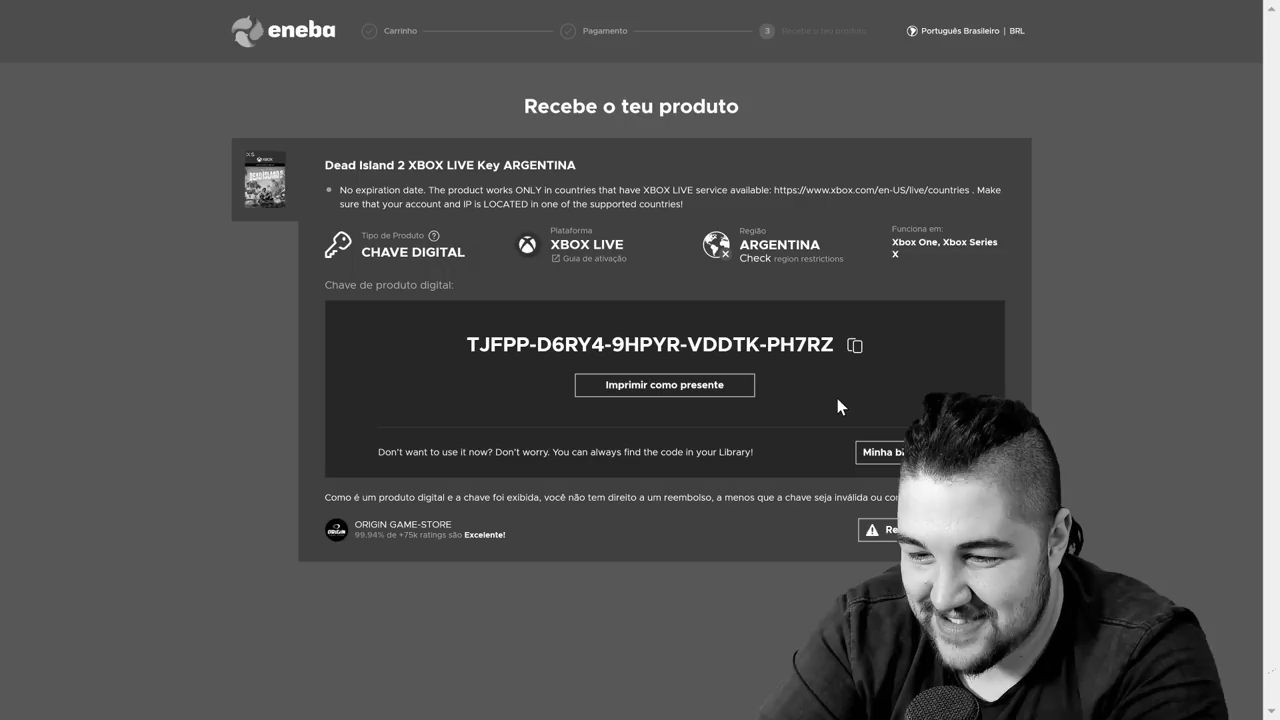 eneba
Carrinho
Pagamento
3
Recebe o teu produto
Português Brasileiro | BRL
Recebe o teu produto
XBOX
DEAD ISLAND 2
Dead Island 2 XBOX LIVE Key ARGENTINA
No expiration date. The product works ONLY in countries that have XBOX LIVE service available: https://www.xbox.com/en-US/live/countries . Make
sure that your account and IP is LOCATED in one of the supported countries!
Tipo de Produto ?
CHAVE DIGITAL
Plataforma
XBOX LIVE
Guia de ativação
Região
ARGENTINA
Check region restrictions
Funciona em:
Xbox One, Xbox Series
X
Chave de produto digital:
TJFPP-D6RY4-9HPYR-VDDTK-PH7RZ
Imprimir como presente
Don't want to use it now? Don't worry. You can always find the code in your Library!
Minha bi
Como é um produto digital e a chave foi exibida, você não tem direito a um reembolso, a menos que a chave seja inválida ou co
ORIGIN
ORIGIN GAME-STORE
99.94% de +75k ratings são Excelente!
Re